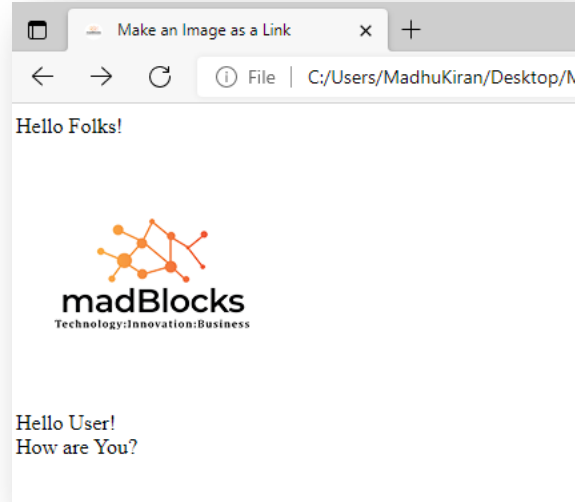 Make an Image as a Link
File | C:/Users/MadhuKiran/Desktop/
Hello Folks!
madBlocks
Technology:Innovation:Business
Hello User!
How are You?